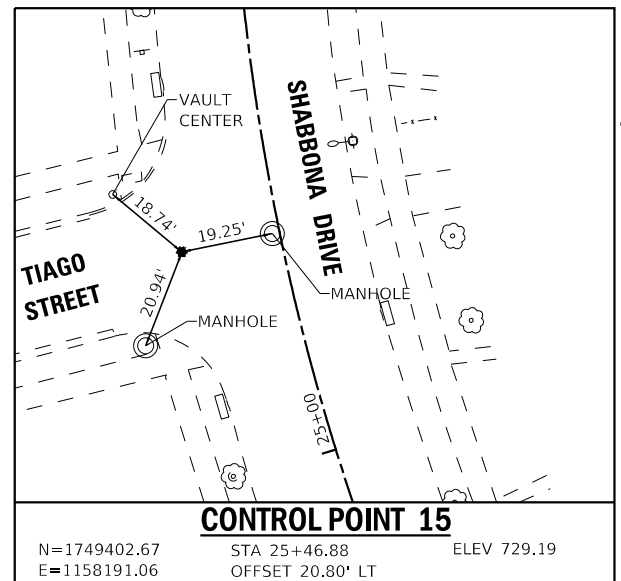 VAULT
CENTER
SHABBONA DRIVE
18.74'
19.25'
TIAGO
STREET
20.94'
MANHOLE
MANHOLE
25+00
CONTROL POINT 15
N=1749402.67 STA 25+46.88 ELEV 729.19
E=1158191.06 OFFSET 20.80' LT